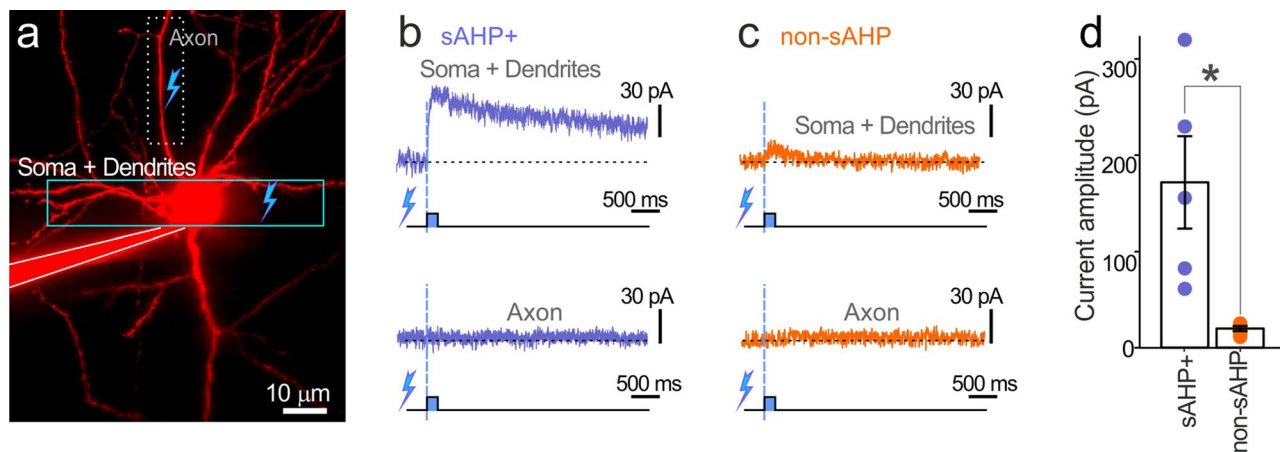 a
Axon
Soma + Dendrites
10 μm
b
sAHP+
Soma + Dendrites
30 pA
500 ms
Axon
30 pA
500 ms
c
non-sAHP
30 pA
Soma + Dendrites
500 ms
Axon
30 pA
500 ms
d
*
Current amplitude (pA)
300
200
100
0
sAHP+
non-sAHP